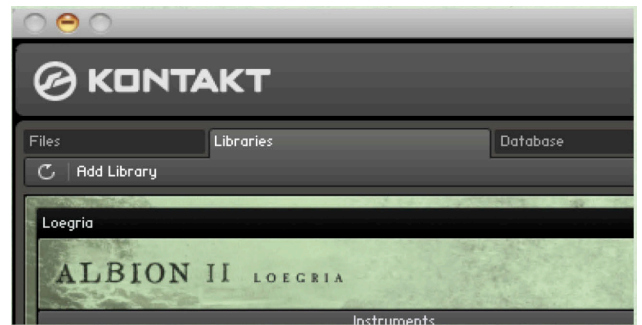 KONTAKT
Files Libraries Database
Add Library
Loegria
ALBION II LOEGRIA
Instruments